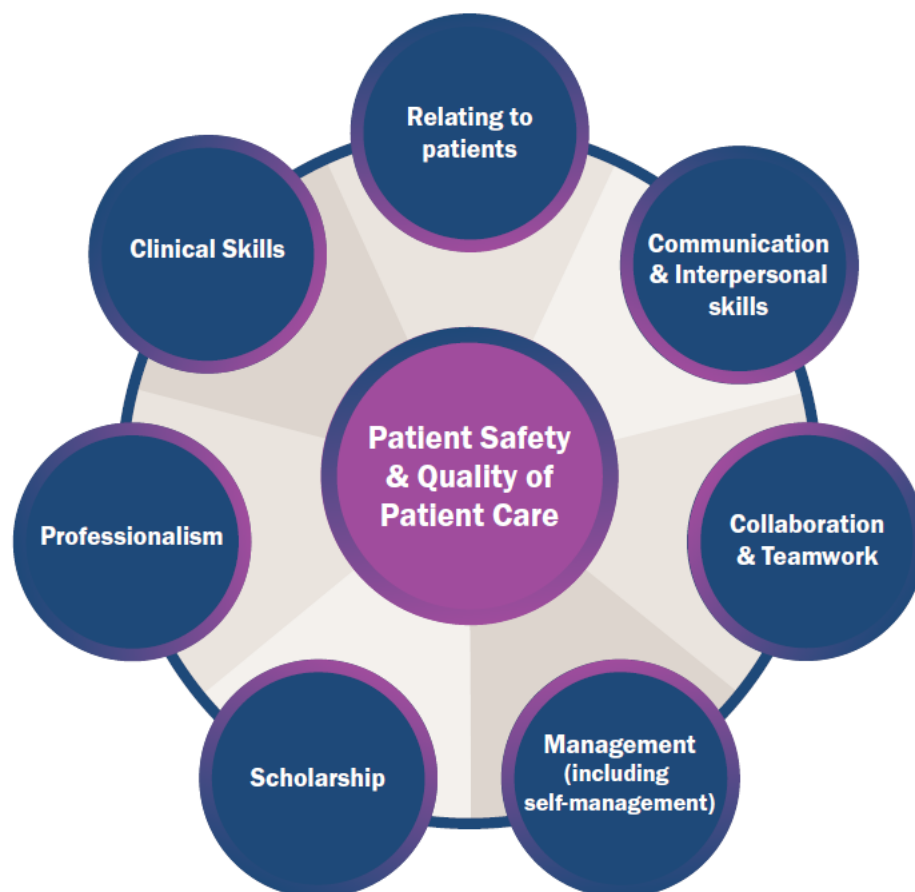 Relating to
patients
Communication
& Interpersonal
skills
Collaboration
& Teamwork
Management
(including
self-management)
Scholarship
Professionalism
Clinical Skills
Patient Safety
& Quality of
Patient Care